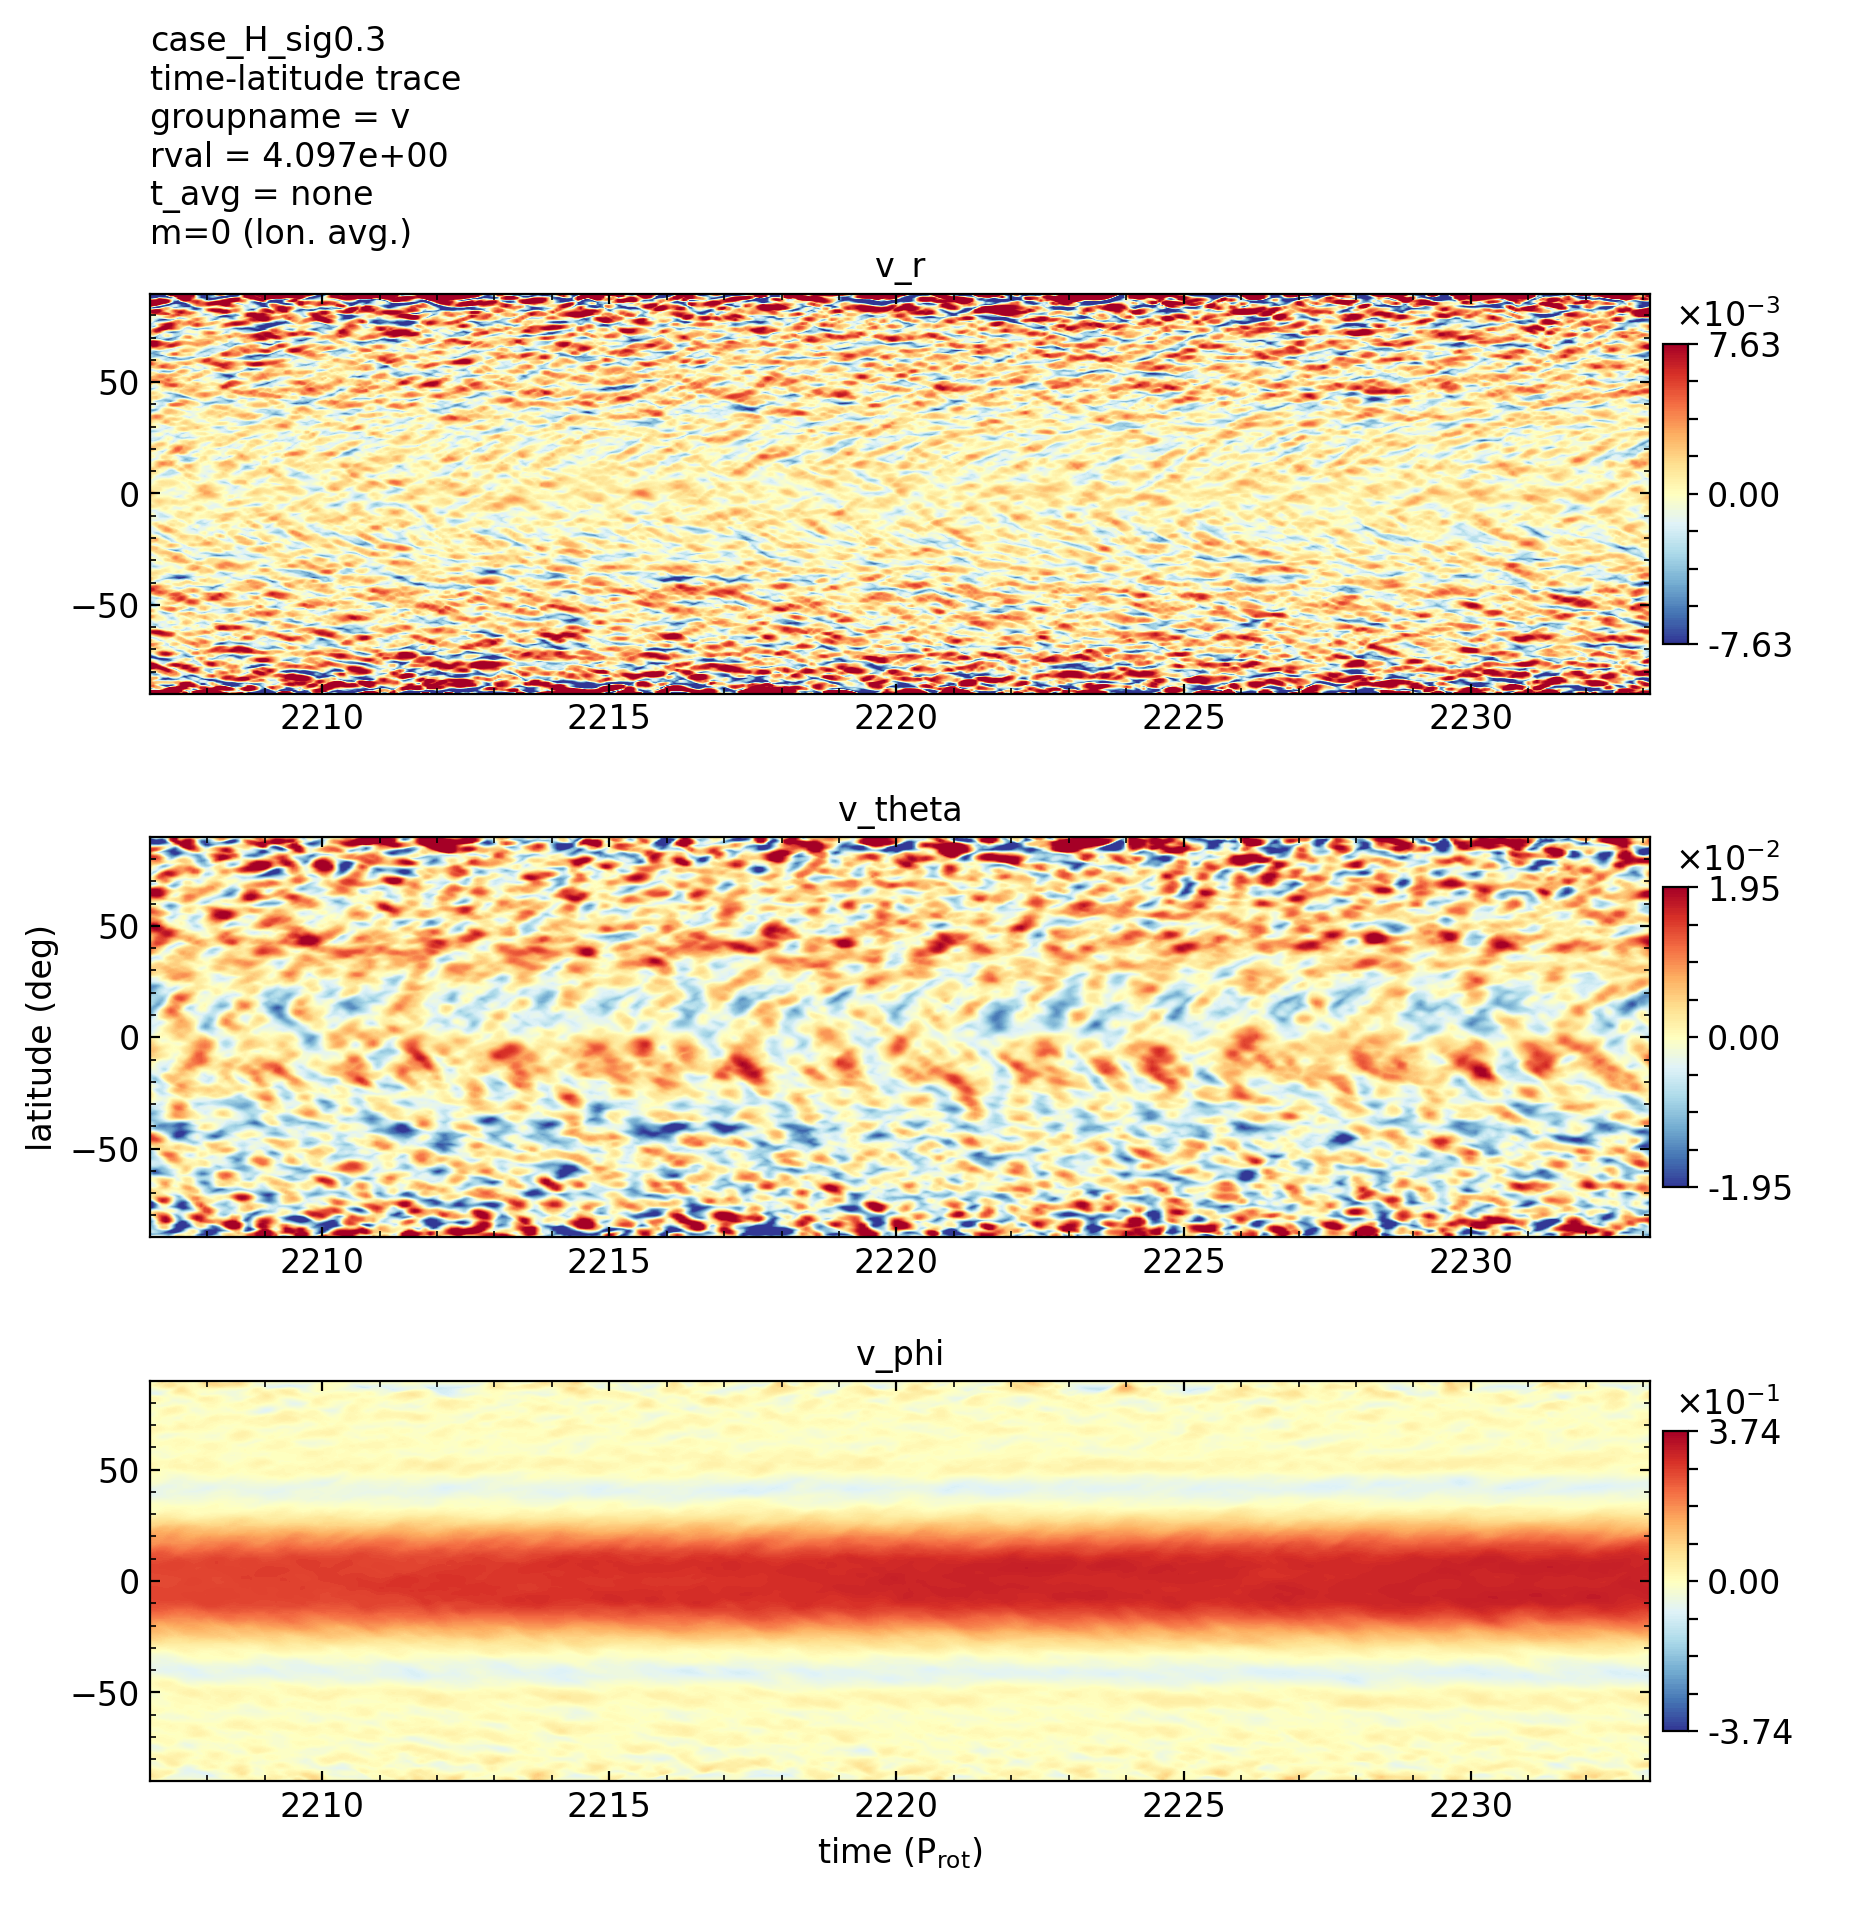 case_H_sig0.3
time-latitude trace
groupname = v
rval = 4.097e+00
t_avg = none
m=0 (lon. avg.)
v_r
×10⁻³
7.63
0.00
-7.63
50
0
−50
2210 2215 2220 2225 2230
v_theta
×10⁻²
1.95
0.00
-1.95
latitude (deg)
50
0
−50
2210 2215 2220 2225 2230
v_phi
×10⁻¹
3.74
0.00
-3.74
50
0
−50
2210 2215 2220 2225 2230
time (P_rot)